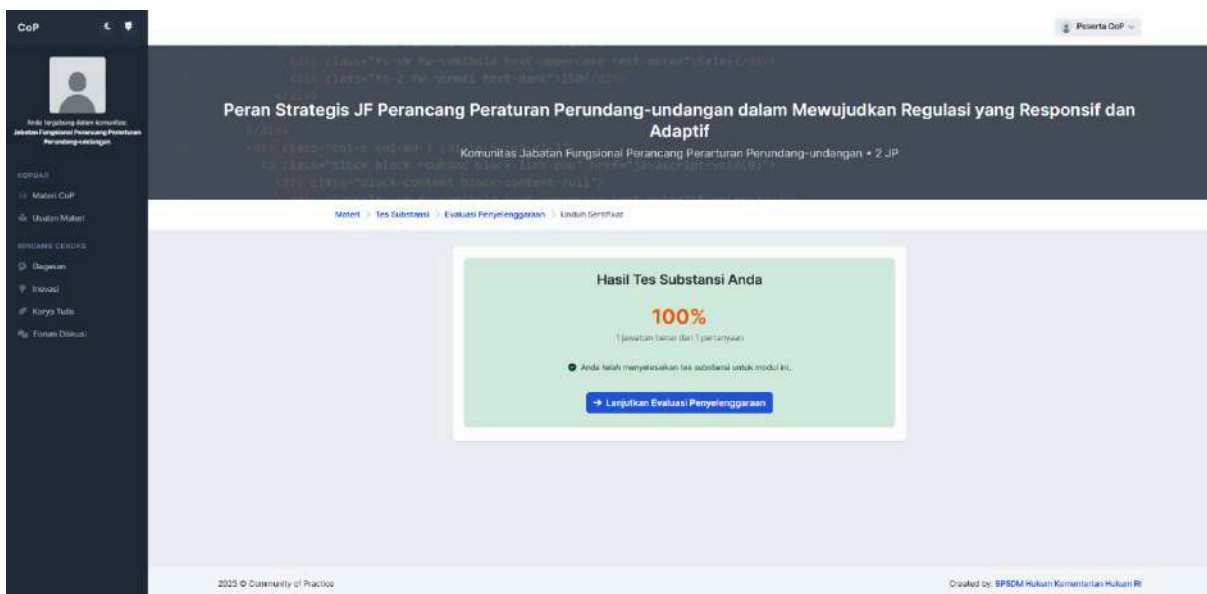 CoP
Peserta CoP
Anda tergabung dalam komunitas:
Jabatan Fungsional Perancang Peraturan
Perundang-undangan
KOPDAR
Materi CoP
Usulan Materi
BINCANG CERDAS
Gagasan
Inovasi
Karya Tulis
Forum Diskusi
Peran Strategis JF Perancang Peraturan Perundang-undangan dalam Mewujudkan Regulasi yang Responsif dan
Adaptif
Komunitas Jabatan Fungsional Perancang Perarturan Perundang-undangan • 2 JP
Materi > Tes Substansi > Evaluasi Penyelenggaraan > Unduh Sertifikat
Hasil Tes Substansi Anda
100%
1 jawaban benar dari 1 pertanyaan
Anda telah menyelesaikan tes substansi untuk modul ini.
→ Lanjutkan Evaluasi Penyelenggaraan
2025 © Community of Practice
Created by: BPSDM Hukum Kementerian Hukum RI